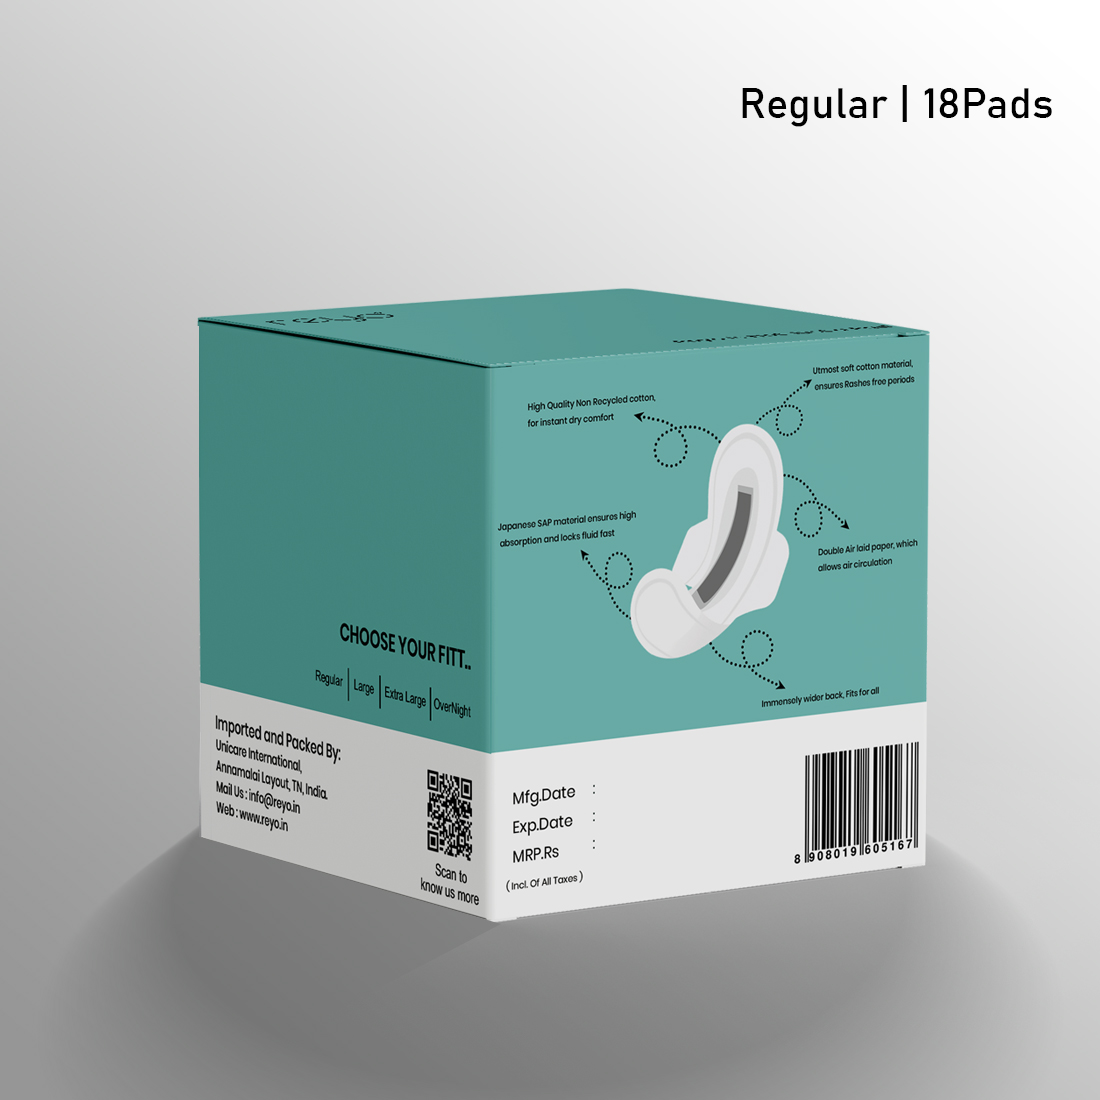 Regular | 18Pads
reyo
Utmost soft cotton material,
ensures Rashes free periods
High Quality Non Recycled cotton,
for instant dry comfort
Japanese SAP material ensures high
absorption and locks fluid fast
Double Air laid paper, which
allows air circulation
Immensely wider back, Fits for all
CHOOSE YOUR FITT..
Regular | Large | Extra Large | OverNight
Imported and Packed By:
Unicare International,
Annamalai Layout, TN, India.
Mail Us : info@reyo.in
Web : www.reyo.in
Scan to
know us more
Mfg.Date :
Exp.Date :
MRP.Rs :
( Incl. Of All Taxes )
8 908019 605167